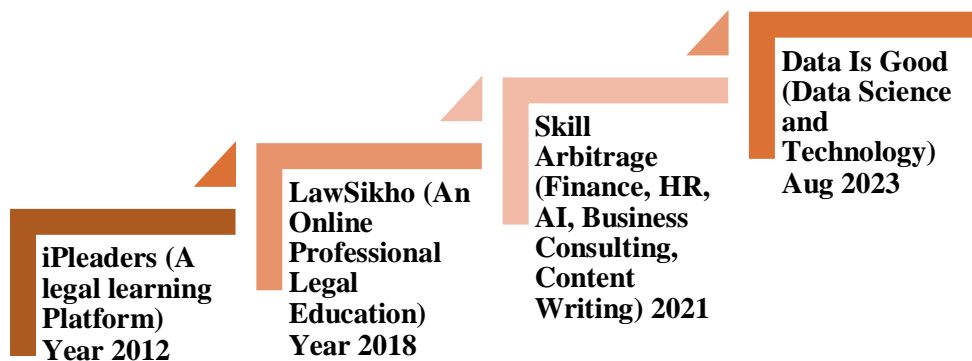 iPleaders (A
legal learning
Platform)
Year 2012
LawSikho (An
Online
Professional
Legal
Education)
Year 2018
Skill
Arbitrage
(Finance, HR,
AI, Business
Consulting,
Content
Writing) 2021
Data Is Good
(Data Science
and
Technology)
Aug 2023